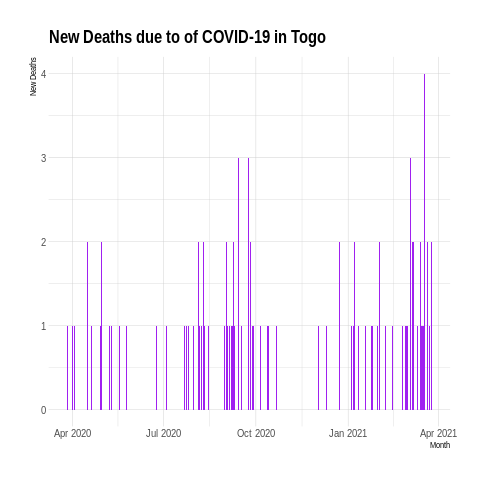 New Deaths due to of COVID-19 in Togo
New Deaths
4
3
2
1
0
Apr 2020
Jul 2020
Oct 2020
Jan 2021
Apr 2021
Month